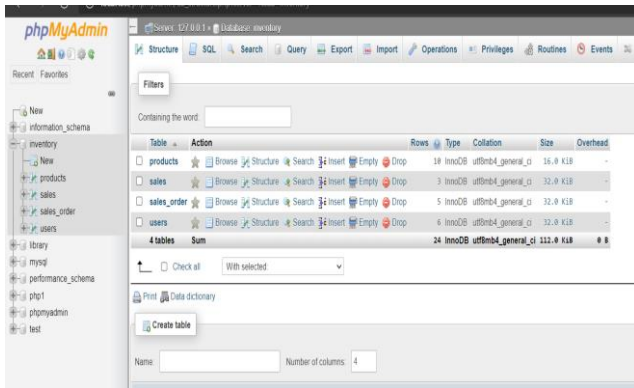 phpMyAdmin
Recent Favorites
New
information_schema
inventory
New
products
sales
sales_order
users
library
mysql
performance_schema
php1
phpmyadmin
test
Server: 127.0.0.1 » Database: inventory
Structure SQL Search Query Export Import Operations Privileges Routines Events
Filters
Containing the word:
Table Action Rows Type Collation Size Overhead
products Browse Structure Search Insert Empty Drop 10 InnoDB utf8mb4_general_ci 16.0 KiB -
sales Browse Structure Search Insert Empty Drop 3 InnoDB utf8mb4_general_ci 32.0 KiB -
sales_order Browse Structure Search Insert Empty Drop 5 InnoDB utf8mb4_general_ci 32.0 KiB -
users Browse Structure Search Insert Empty Drop 6 InnoDB utf8mb4_general_ci 32.0 KiB -
4 tables Sum 24 InnoDB utf8mb4_general_ci 112.0 KiB 0 B
Check all With selected:
Print Data dictionary
Create table
Name: Number of columns: 4